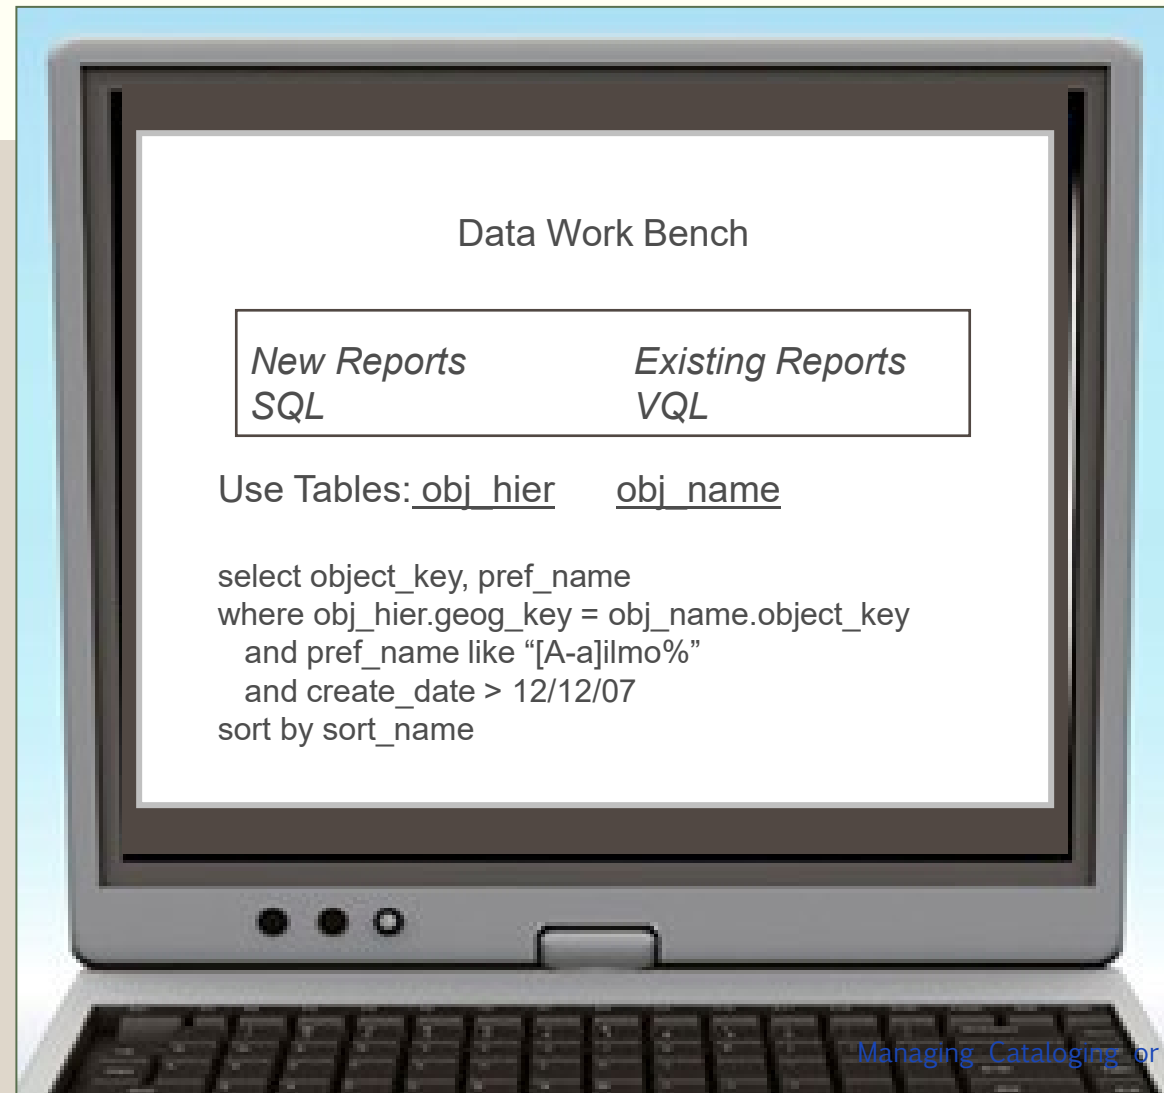 Data Work Bench
New Reports Existing Reports
SQL VQL
Use Tables: obj_hier obj_name
select object_key, pref_name
where obj_hier.geog_key = obj_name.object_key
and pref_name like “[A-a]ilmo%”
and create_date > 12/12/07
sort by sort_name
Managing Cataloging or